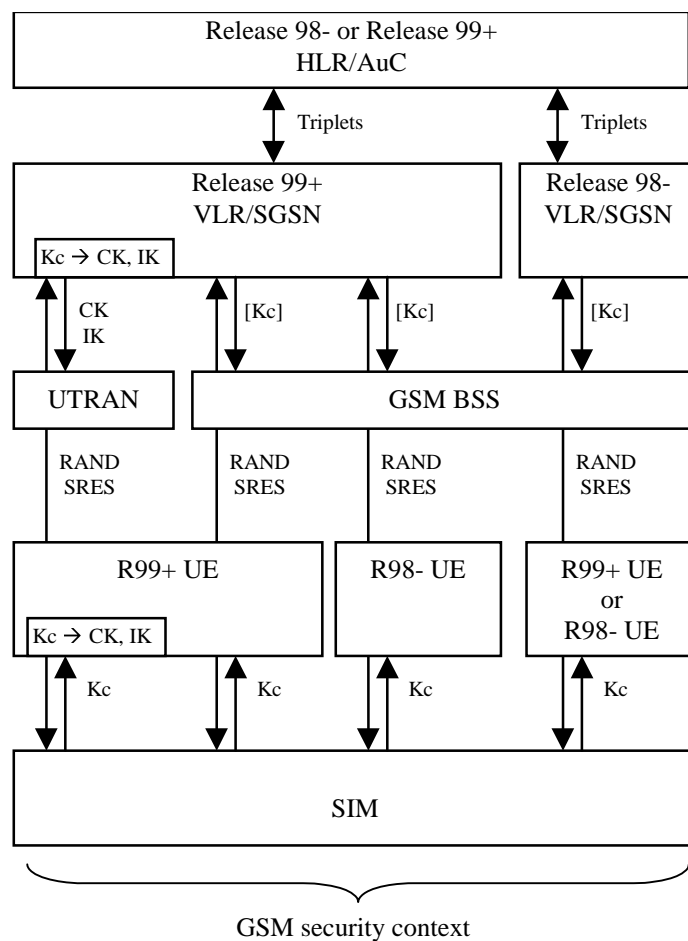 Release 98- or Release 99+
HLR/AuC
Triplets
Triplets
Release 99+
VLR/SGSN
Release 98-
VLR/SGSN
Kc → CK, IK
CK
IK
[Kc]
[Kc]
[Kc]
UTRAN
GSM BSS
RAND
SRES
RAND
SRES
RAND
SRES
RAND
SRES
R99+ UE
R98- UE
R99+ UE
or
R98- UE
Kc → CK, IK
Kc
Kc
Kc
Kc
SIM
GSM security context